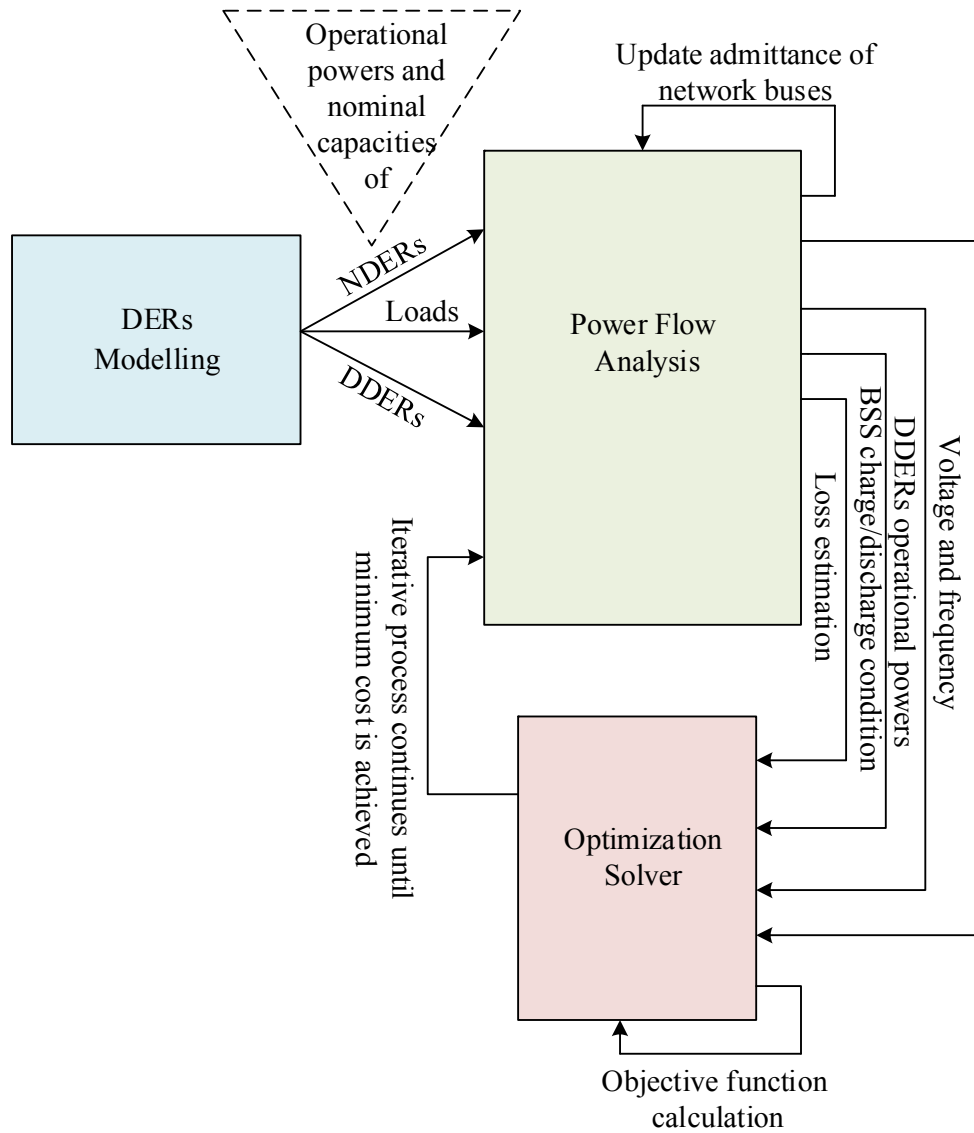 Operational
powers and
nominal
capacities
of
Update admittance of
network buses
DERs
Modelling
NDERs
Loads
DDERs
Power Flow
Analysis
Loss estimation
BSS charge/discharge condition
DDERs operational powers
Voltage and frequency
Iterative process continues until
minimum cost is achieved
Optimization
Solver
Objective function
calculation